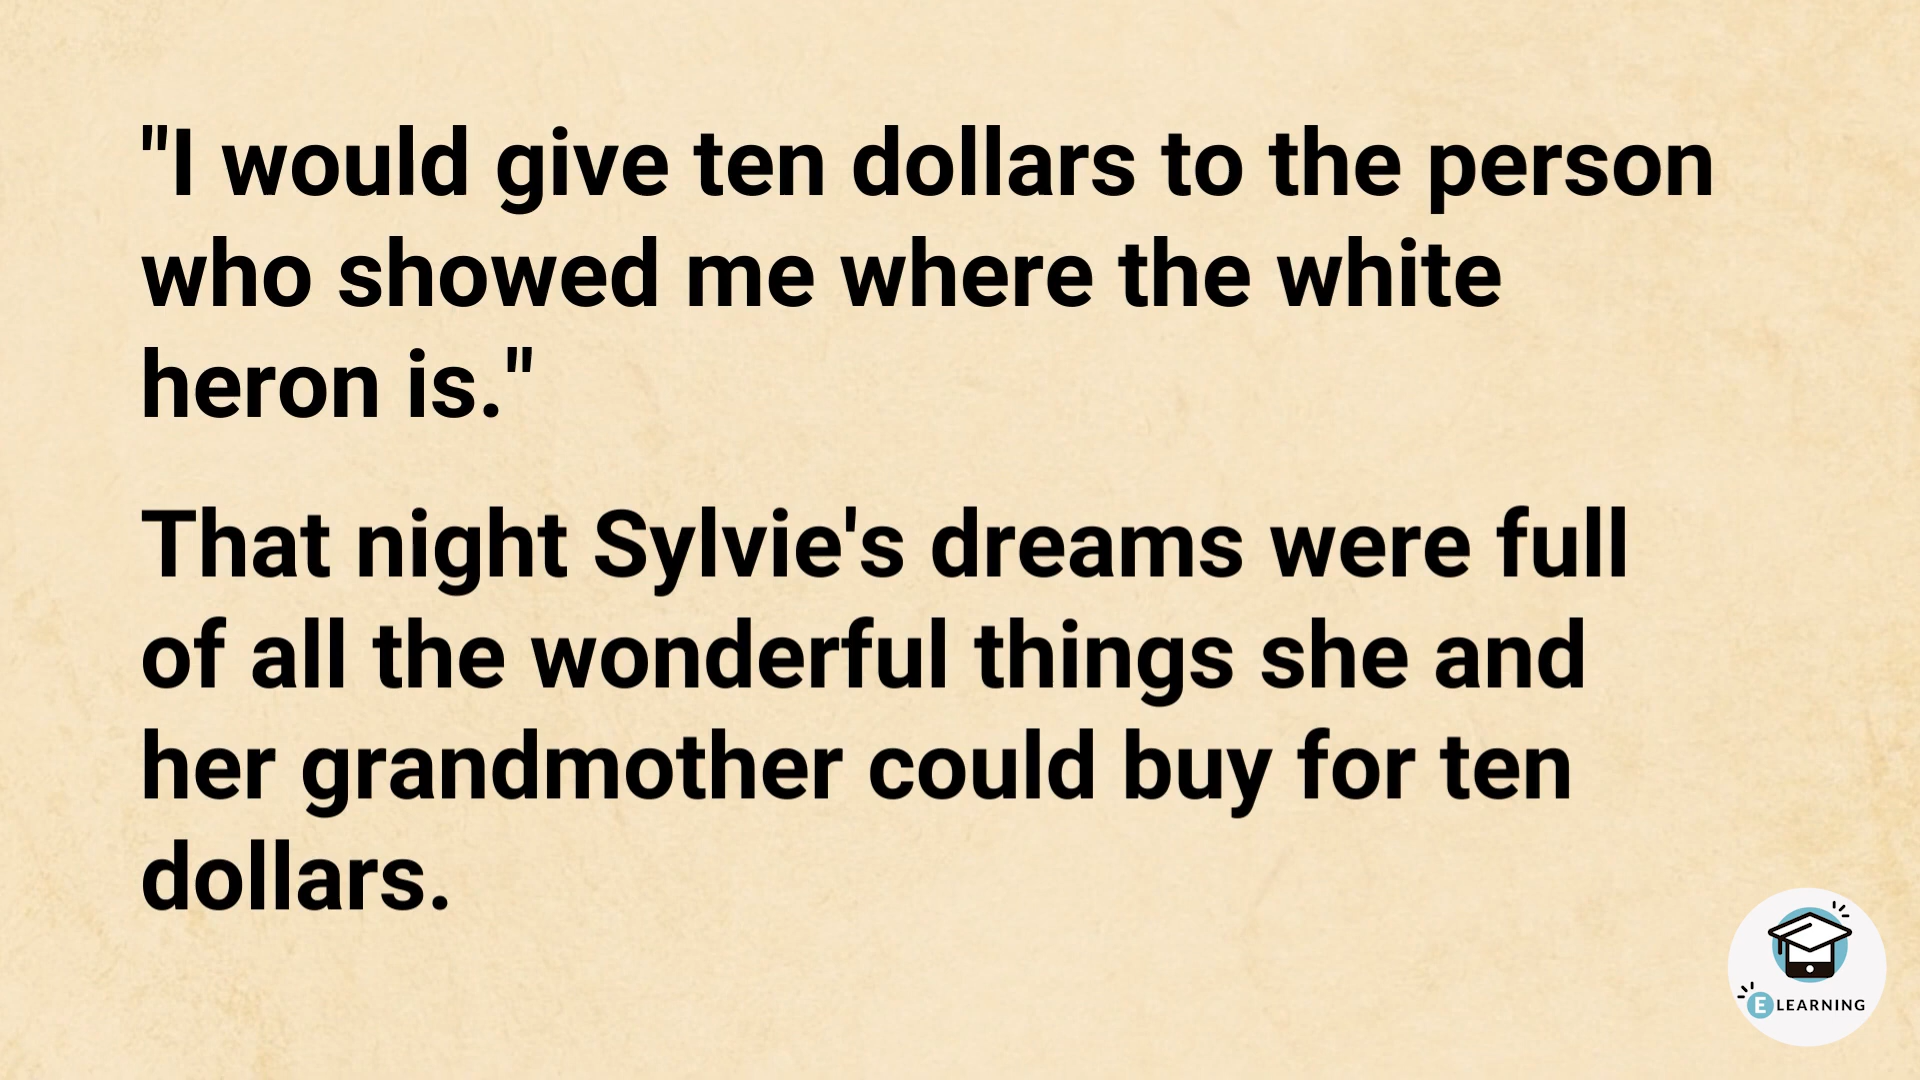 "I would give ten dollars to the person
who showed me where the white
heron is."
That night Sylvie's dreams were full
of all the wonderful things she and
her grandmother could buy for ten
dollars.
E LEARNING